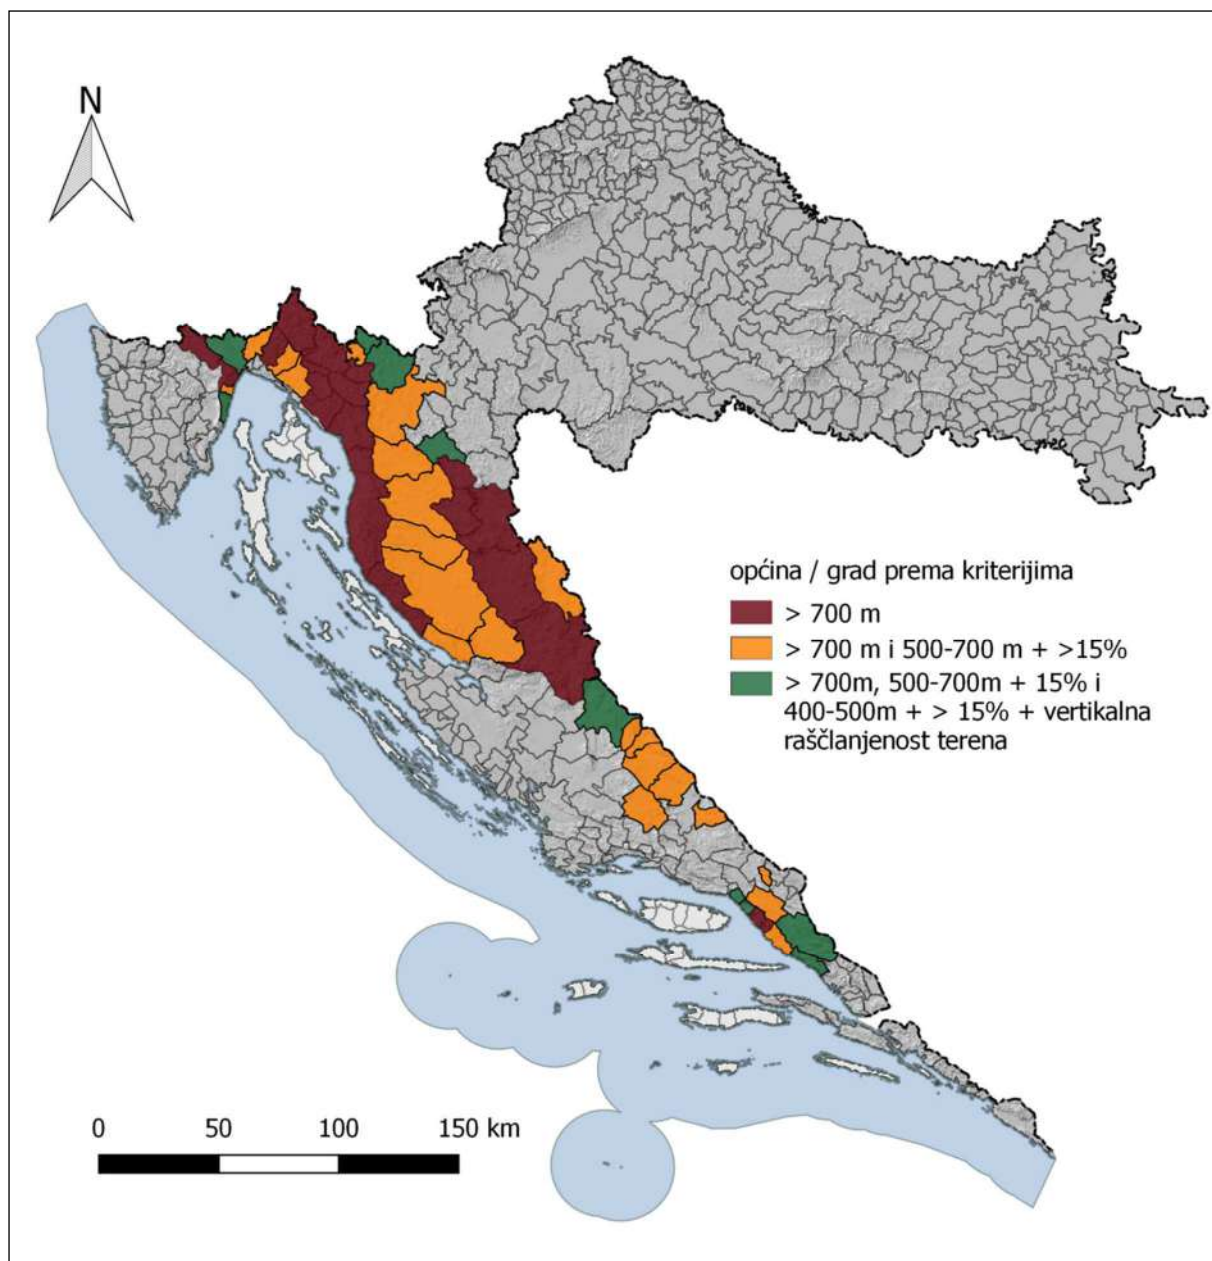 N
općina / grad prema kriterijima
> 700 m
> 700 m i 500-700 m + >15%
> 700m, 500-700m + 15% i
400-500m + > 15% + vertikalna
raščlanjenost terena
0 50 100 150 km